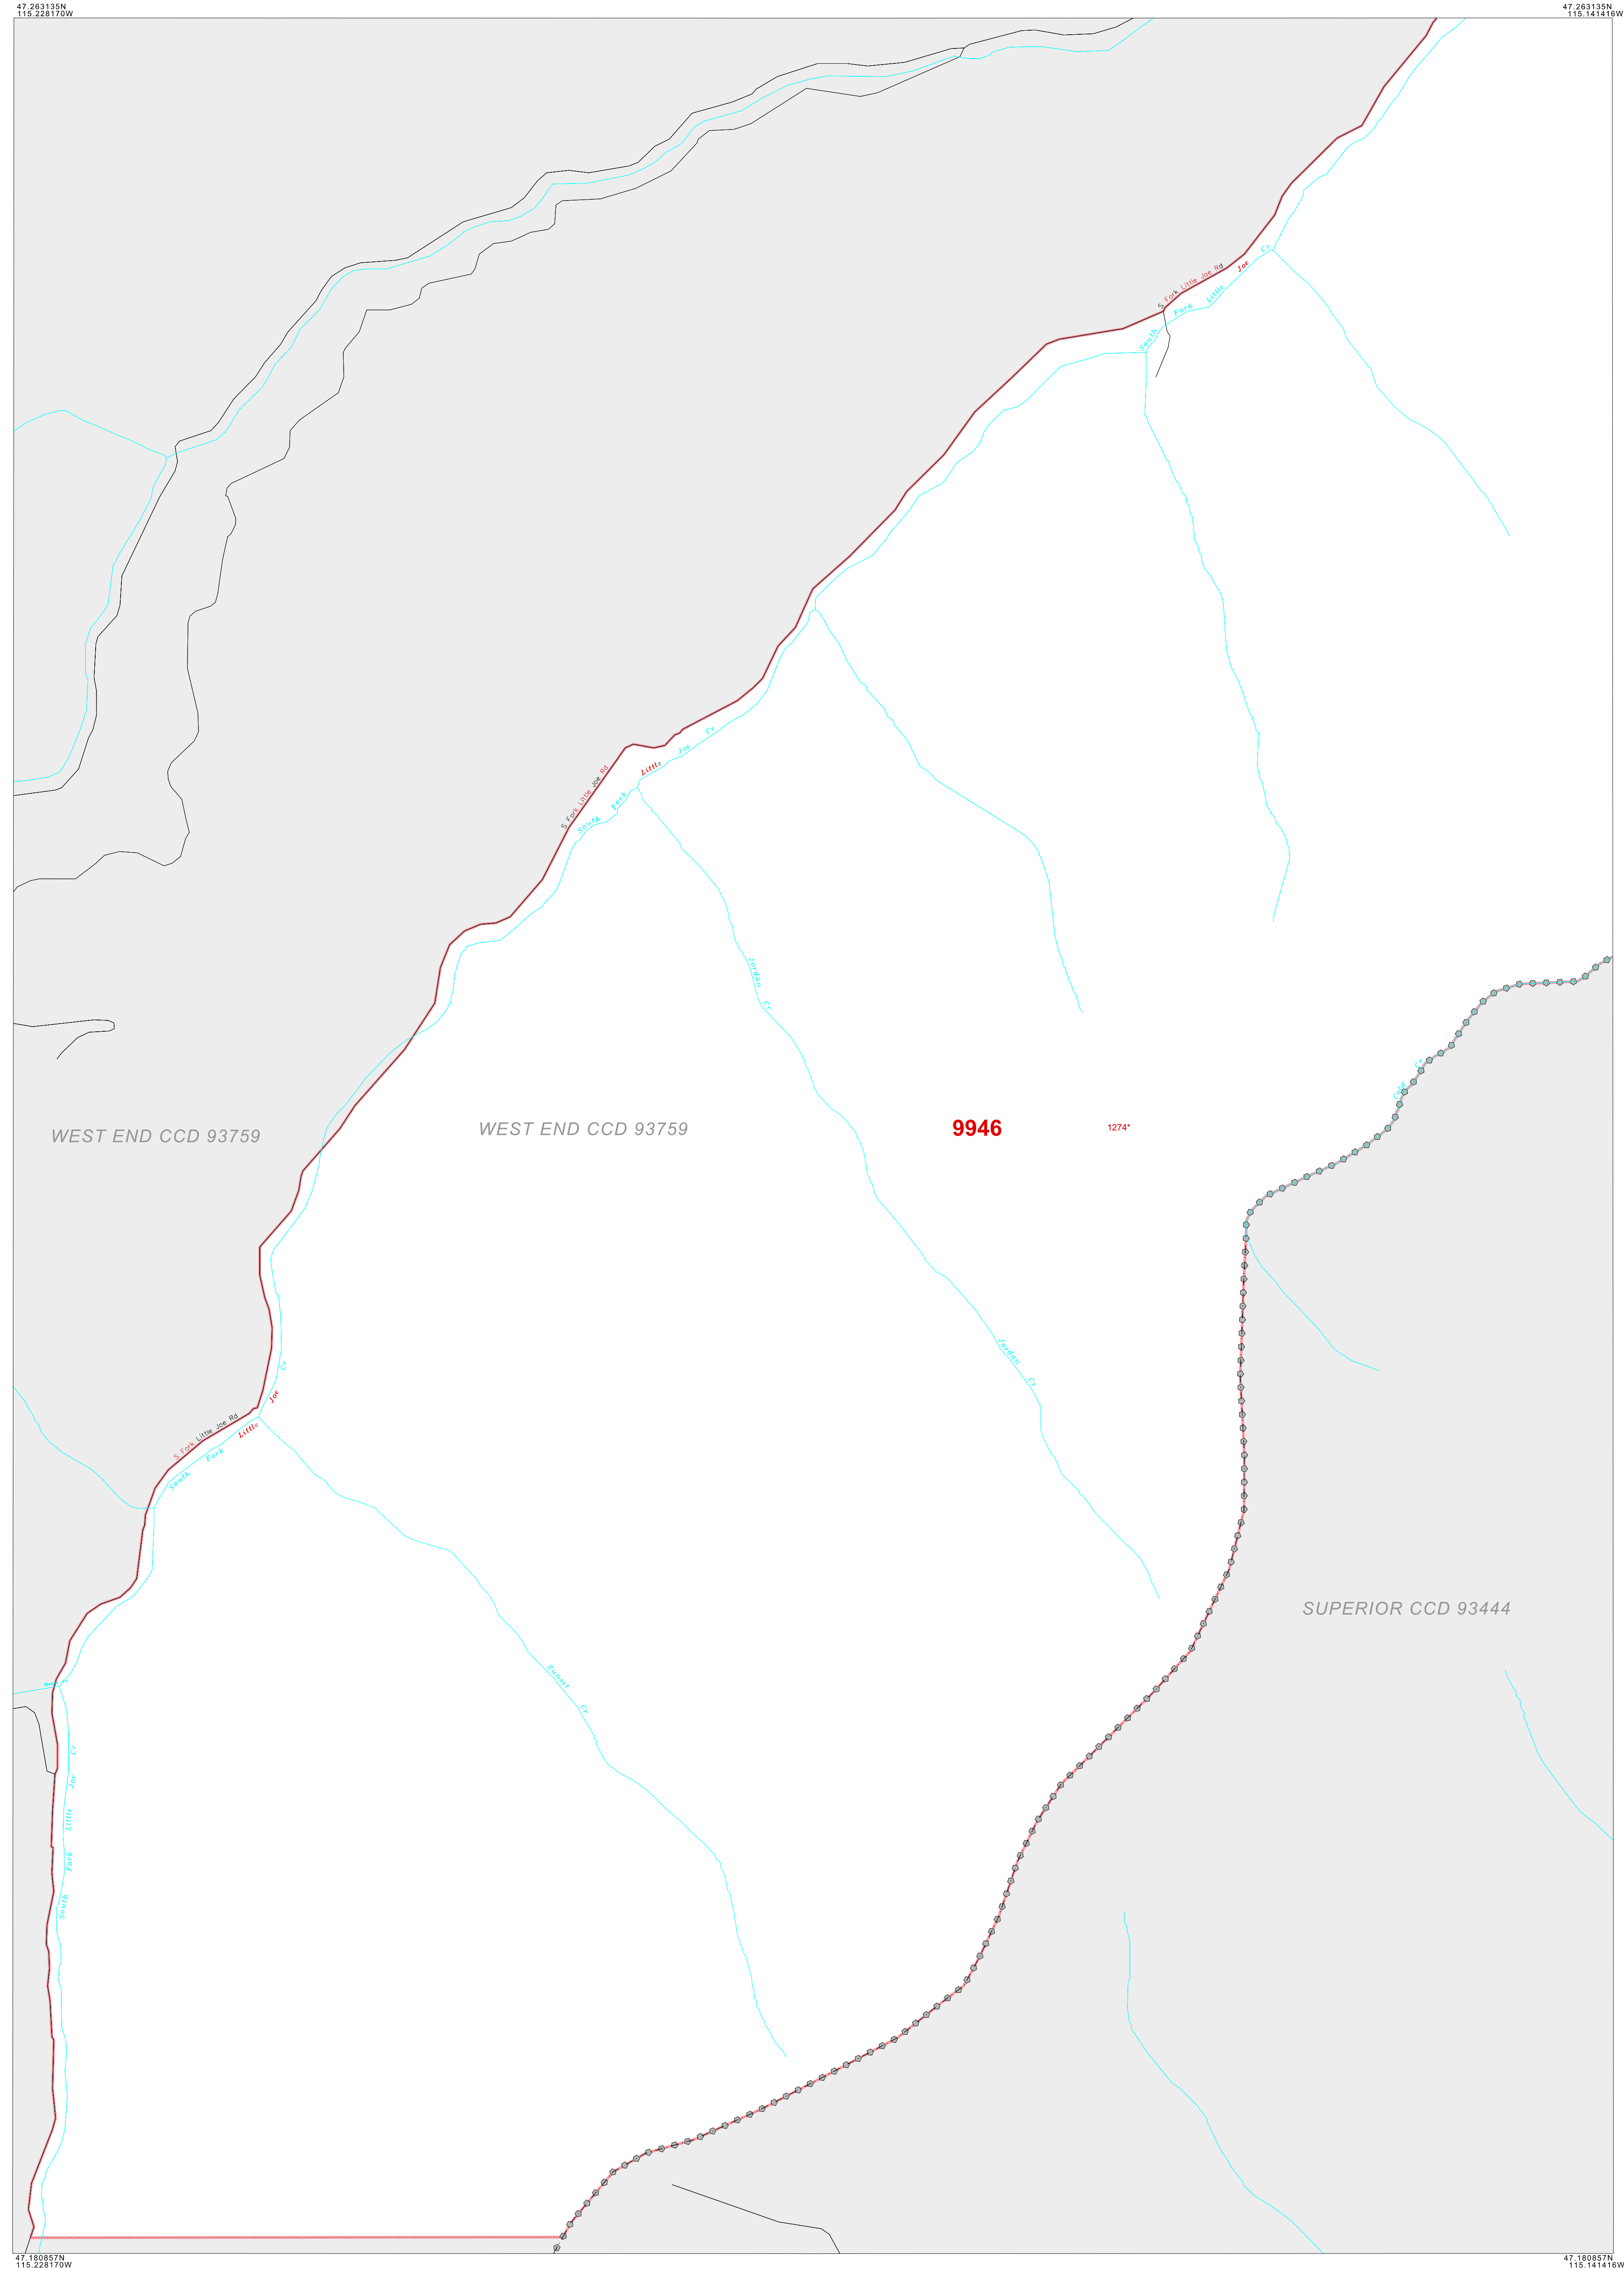 47.263135N
115.228170W
47.263135N
115.141416W
S Fork Little Joe Rd
South Fork Little Joe Cr
S Fork Little Joe Rd
South Fork Little Joe Cr
Jordan Cr
Cold Cr
WEST END CCD 93759
WEST END CCD 93759
9946
1274*
Jordan Cr
S Fork Little Joe Rd
South Fork Little Joe Cr
SUPERIOR CCD 93444
Sunset Cr
South Fork Little Joe Cr
47.180857N
115.228170W
47.180857N
115.141416W